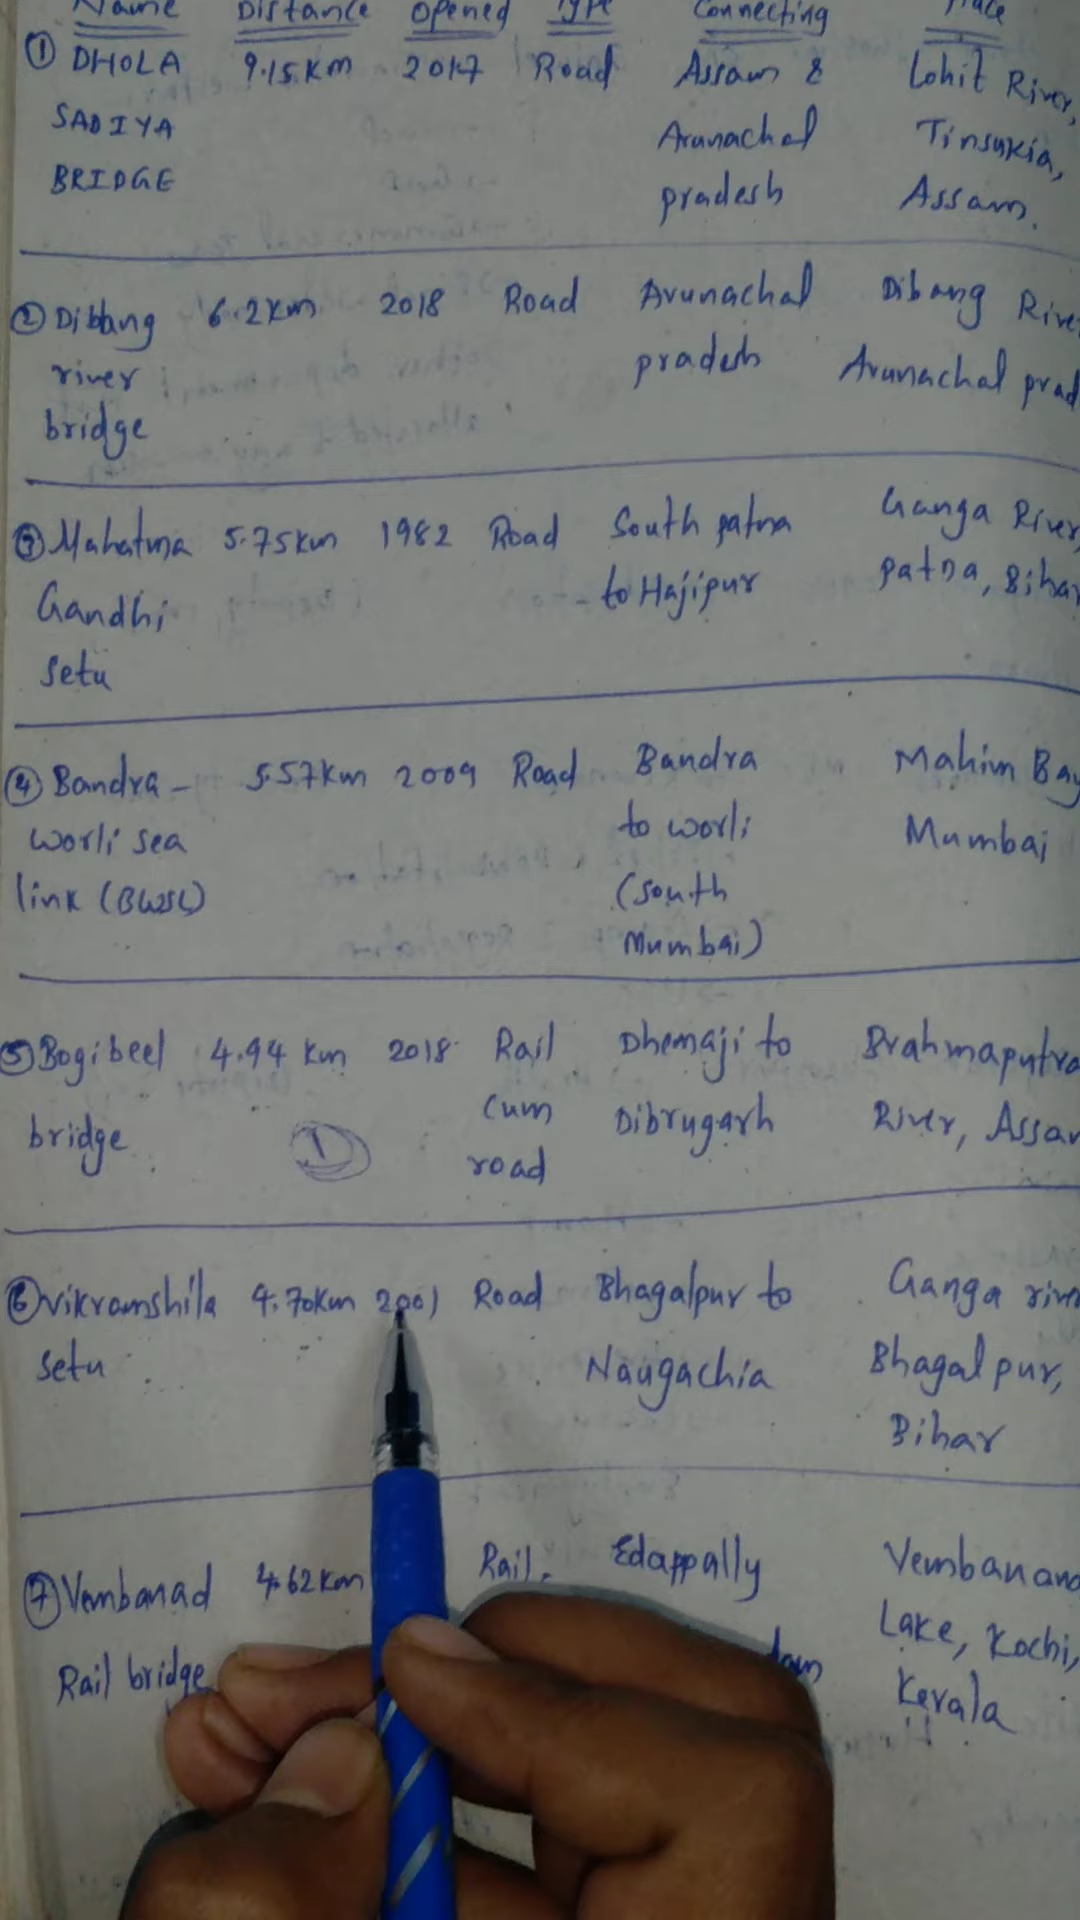 Name Distance Opened Type Connecting Place
① DHOLA 9.15Km 2017 Road Assam & Lohit River,
SADIYA Arunachal Tinsukia,
BRIDGE pradesh Assam.
② Dibbang 6.2Km 2018 Road Arunachal Dibang River
river pradesh Arunachal prad
bridge
③ Mahatma 5.75Km 1982 Road South patna Ganga River,
Gandhi to Hajipur patna, Bihar
setu
④ Bandra- 5.57Km 2009 Road Bandra Mahim Bay
worli sea to worli Mumbai
link (BWSL) (south
Mumbai)
⑤ Bogibeel 4.94 Km 2018 Rail Dhemaji to Brahmaputra
bridge ① cum Dibrugarh River, Assam
road
⑥ vikramshila 4.70Km 2001 Road Bhagalpur to Ganga river
setu Naugachia Bhagalpur,
Bihar
⑦ Vembanad 4.62Km Rail. Edappally Vembanand
Rail bridge Lake, Kochi,
Kerala